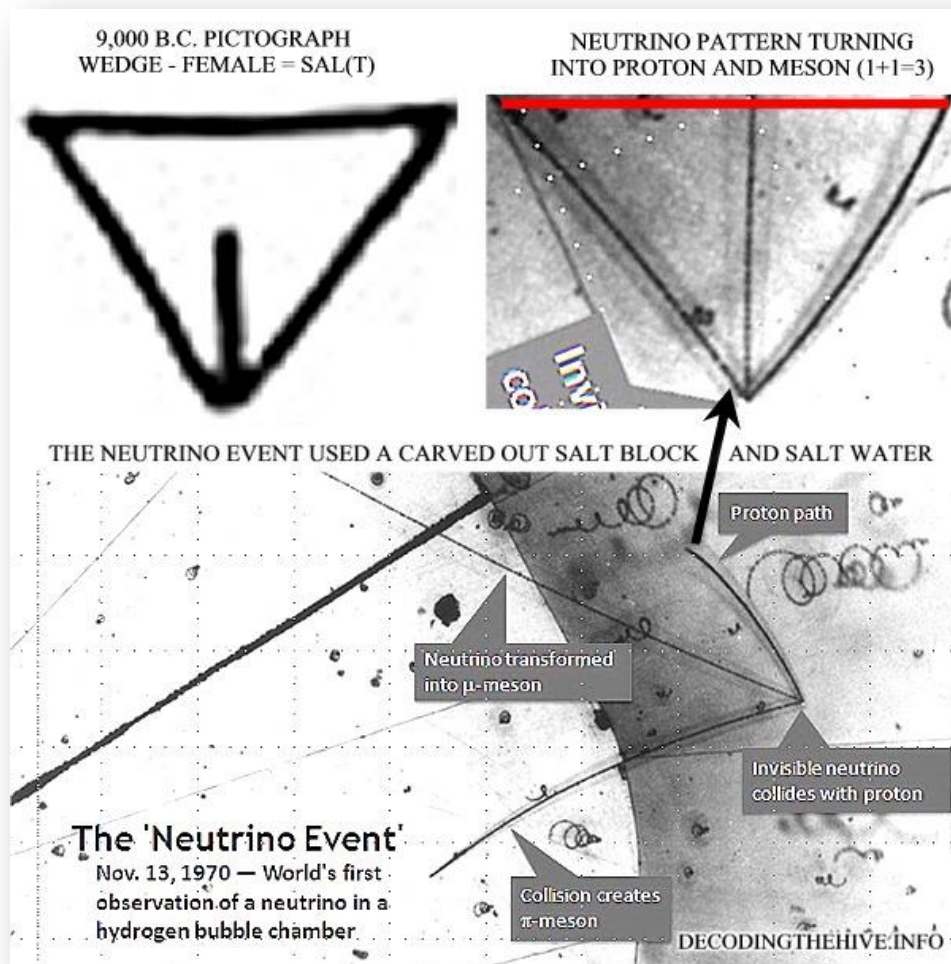 9,000 B.C. PICTOGRAPH
WEDGE - FEMALE = SAL(T)
NEUTRINO PATTERN TURNING
INTO PROTON AND MESON (1+1=3)
THE NEUTRINO EVENT USED A CARVED OUT SALT BLOCK AND SALT WATER
Proton path
Neutrino transformed
into μ-meson
Invisible neutrino
collides with proton
The 'Neutrino Event'
Nov. 13, 1970 — World's first
observation of a neutrino in a
hydrogen bubble chamber
Collision creates
π-meson
DECODINGTHEHIVE.INFO